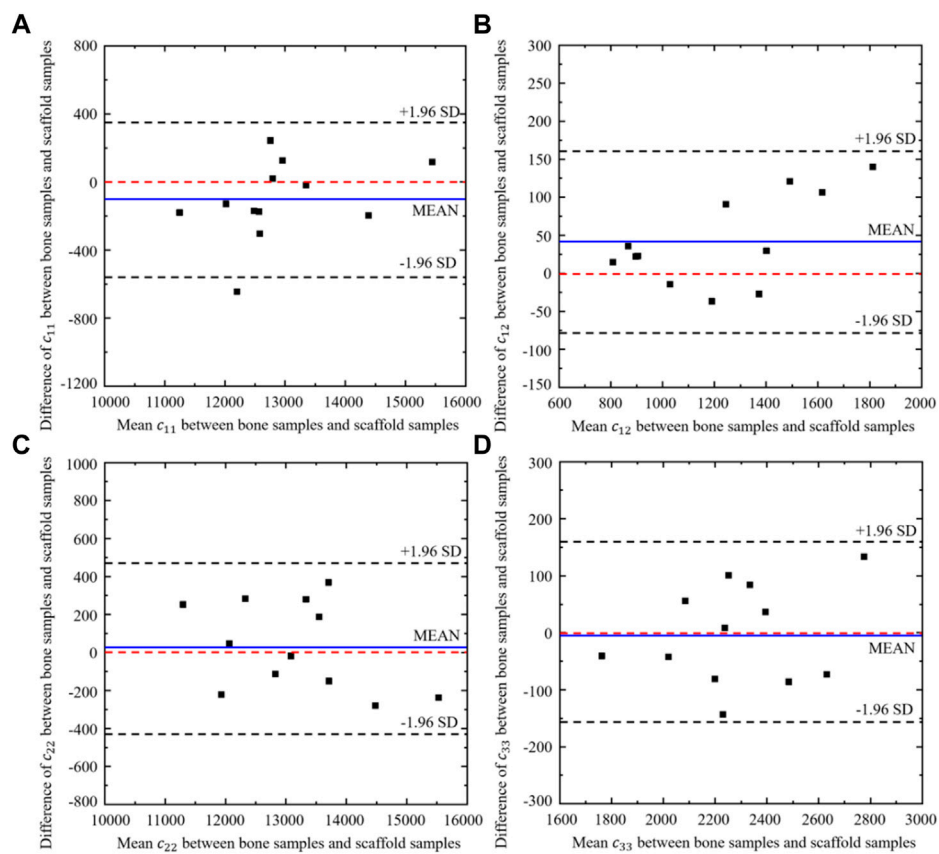 A
Difference of c11 between bone samples and scaffold samples
800
400
0
-400
-800
-1200
+1.96 SD
MEAN
-1.96 SD
10000 11000 12000 13000 14000 15000 16000
Mean c11 between bone samples and scaffold samples
B
Difference of c12 between bone samples and scaffold samples
300
250
200
150
100
50
0
-50
-100
-150
+1.96 SD
MEAN
-1.96 SD
600 800 1000 1200 1400 1600 1800 2000
Mean c12 between bone samples and scaffold samples
C
Difference of c22 between bone samples and scaffold samples
1000
800
600
400
200
0
-200
-400
-600
-800
+1.96 SD
MEAN
-1.96 SD
10000 11000 12000 13000 14000 15000 16000
Mean c22 between bone samples and scaffold samples
D
Difference of c33 between bone samples and scaffold samples
300
200
100
0
-100
-200
-300
+1.96 SD
MEAN
-1.96 SD
1600 1800 2000 2200 2400 2600 2800 3000
Mean c33 between bone samples and scaffold samples